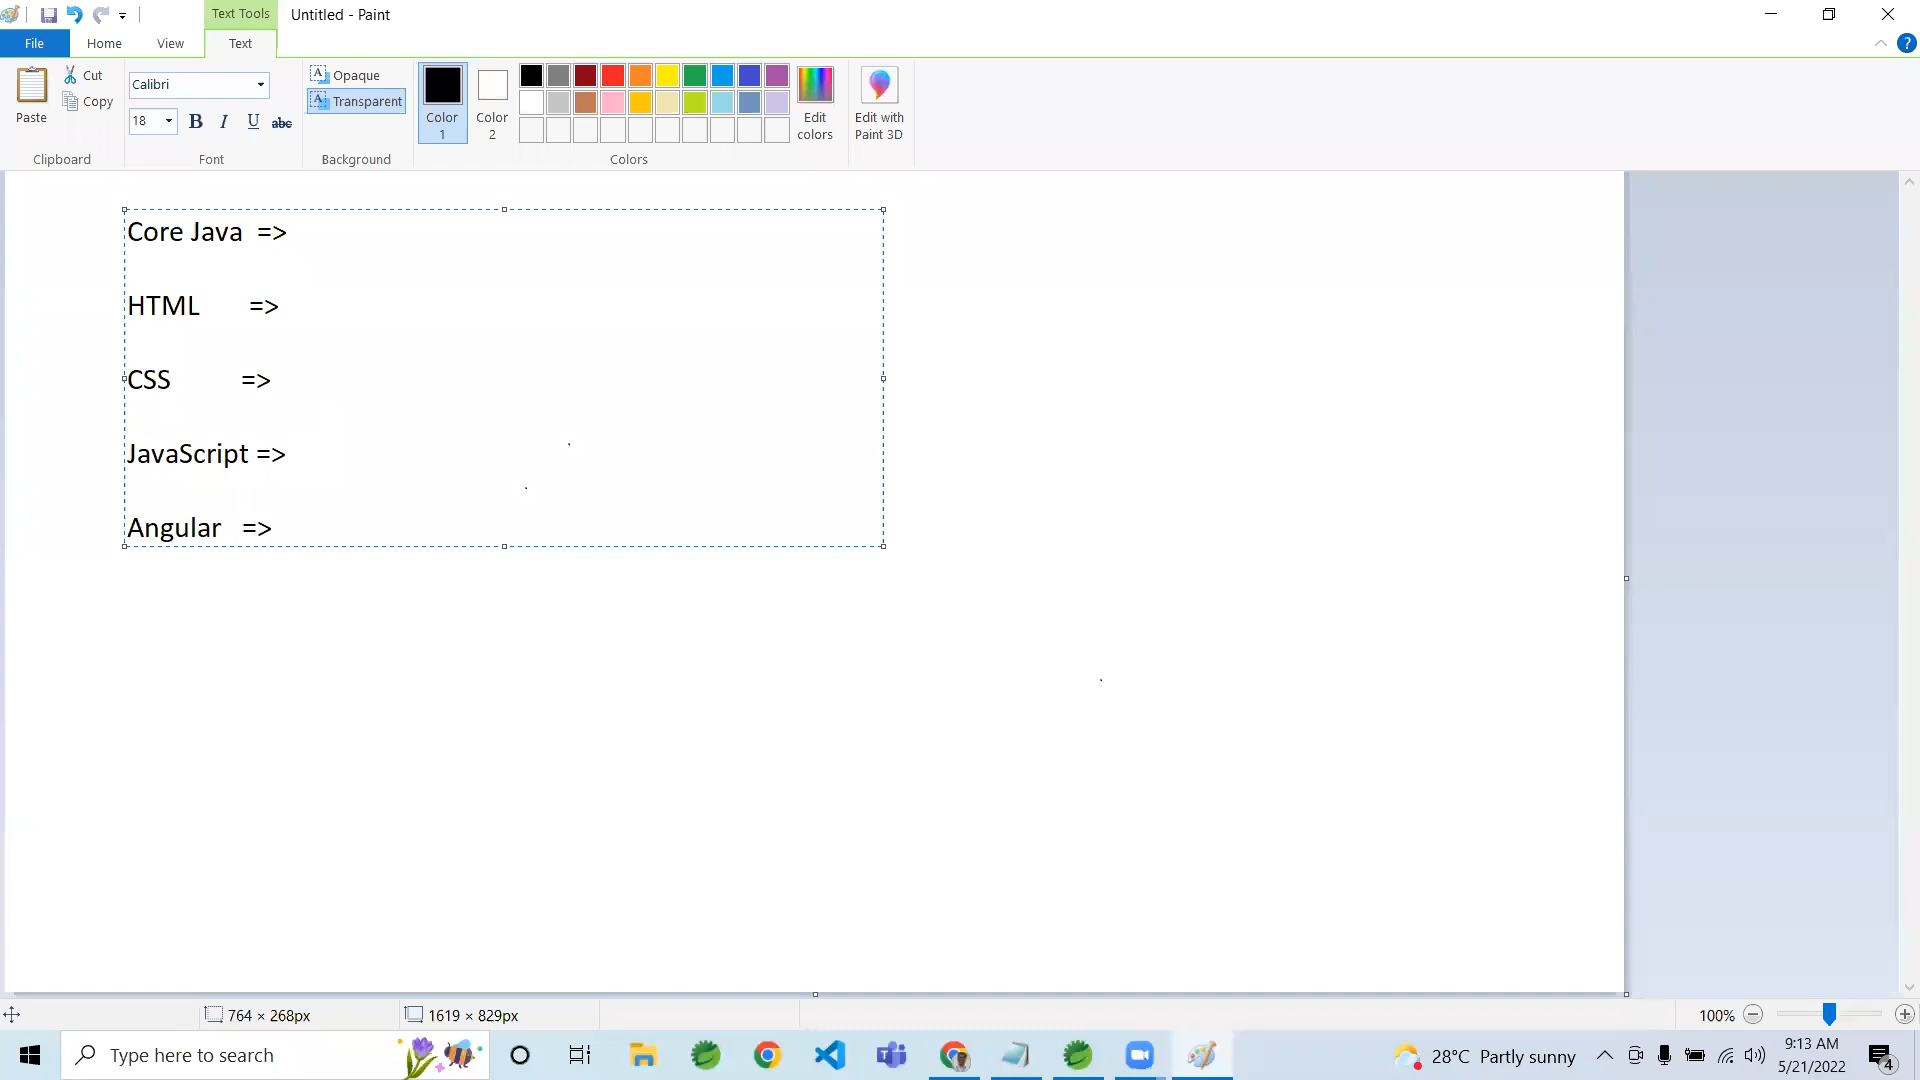 Text Tools
Untitled - Paint
File
Home
View
Text
?
Paste
Cut
Copy
Clipboard
Calibri
18
B I U abc
Font
Opaque
Transparent
Background
Color 1
Color 2
Edit colors
Colors
Edit with Paint 3D
Core Java =>
HTML =>
CSS =>
JavaScript =>
Angular =>
764 × 268px
1619 × 829px
100%
Type here to search
28°C Partly sunny
9:13 AM
5/21/2022
4